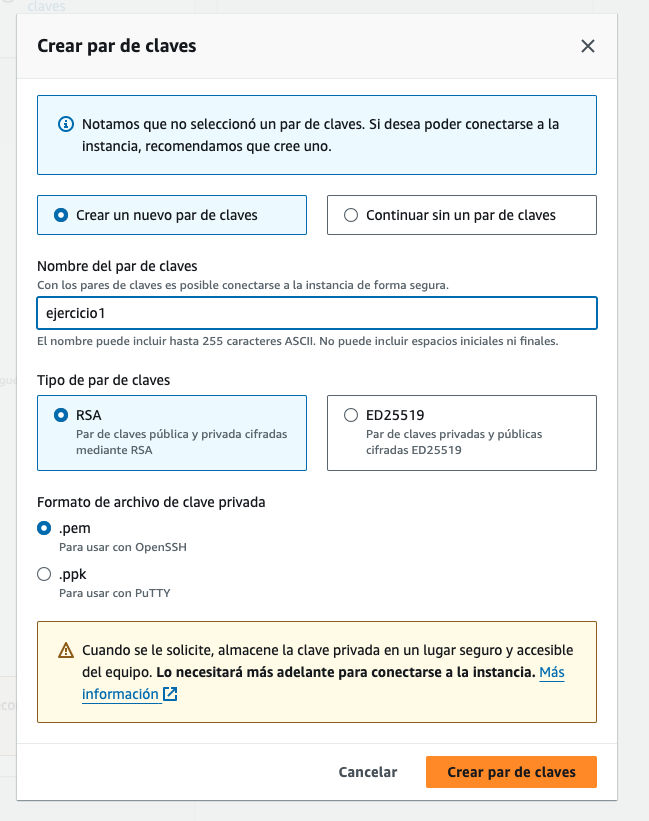 claves
Crear par de claves
Notamos que no seleccionó un par de claves. Si desea poder conectarse a la
instancia, recomendamos que cree uno.
Crear un nuevo par de claves
Continuar sin un par de claves
Nombre del par de claves
Con los pares de claves es posible conectarse a la instancia de forma segura.
ejercicio1
El nombre puede incluir hasta 255 caracteres ASCII. No puede incluir espacios iniciales ni finales.
Tipo de par de claves
RSA
Par de claves pública y privada cifradas
mediante RSA
ED25519
Par de claves privadas y públicas
cifradas ED25519
Formato de archivo de clave privada
.pem
Para usar con OpenSSH
.ppk
Para usar con PuTTY
Cuando se le solicite, almacene la clave privada en un lugar seguro y accesible
del equipo. Lo necesitará más adelante para conectarse a la instancia. Más
información
Cancelar
Crear par de claves